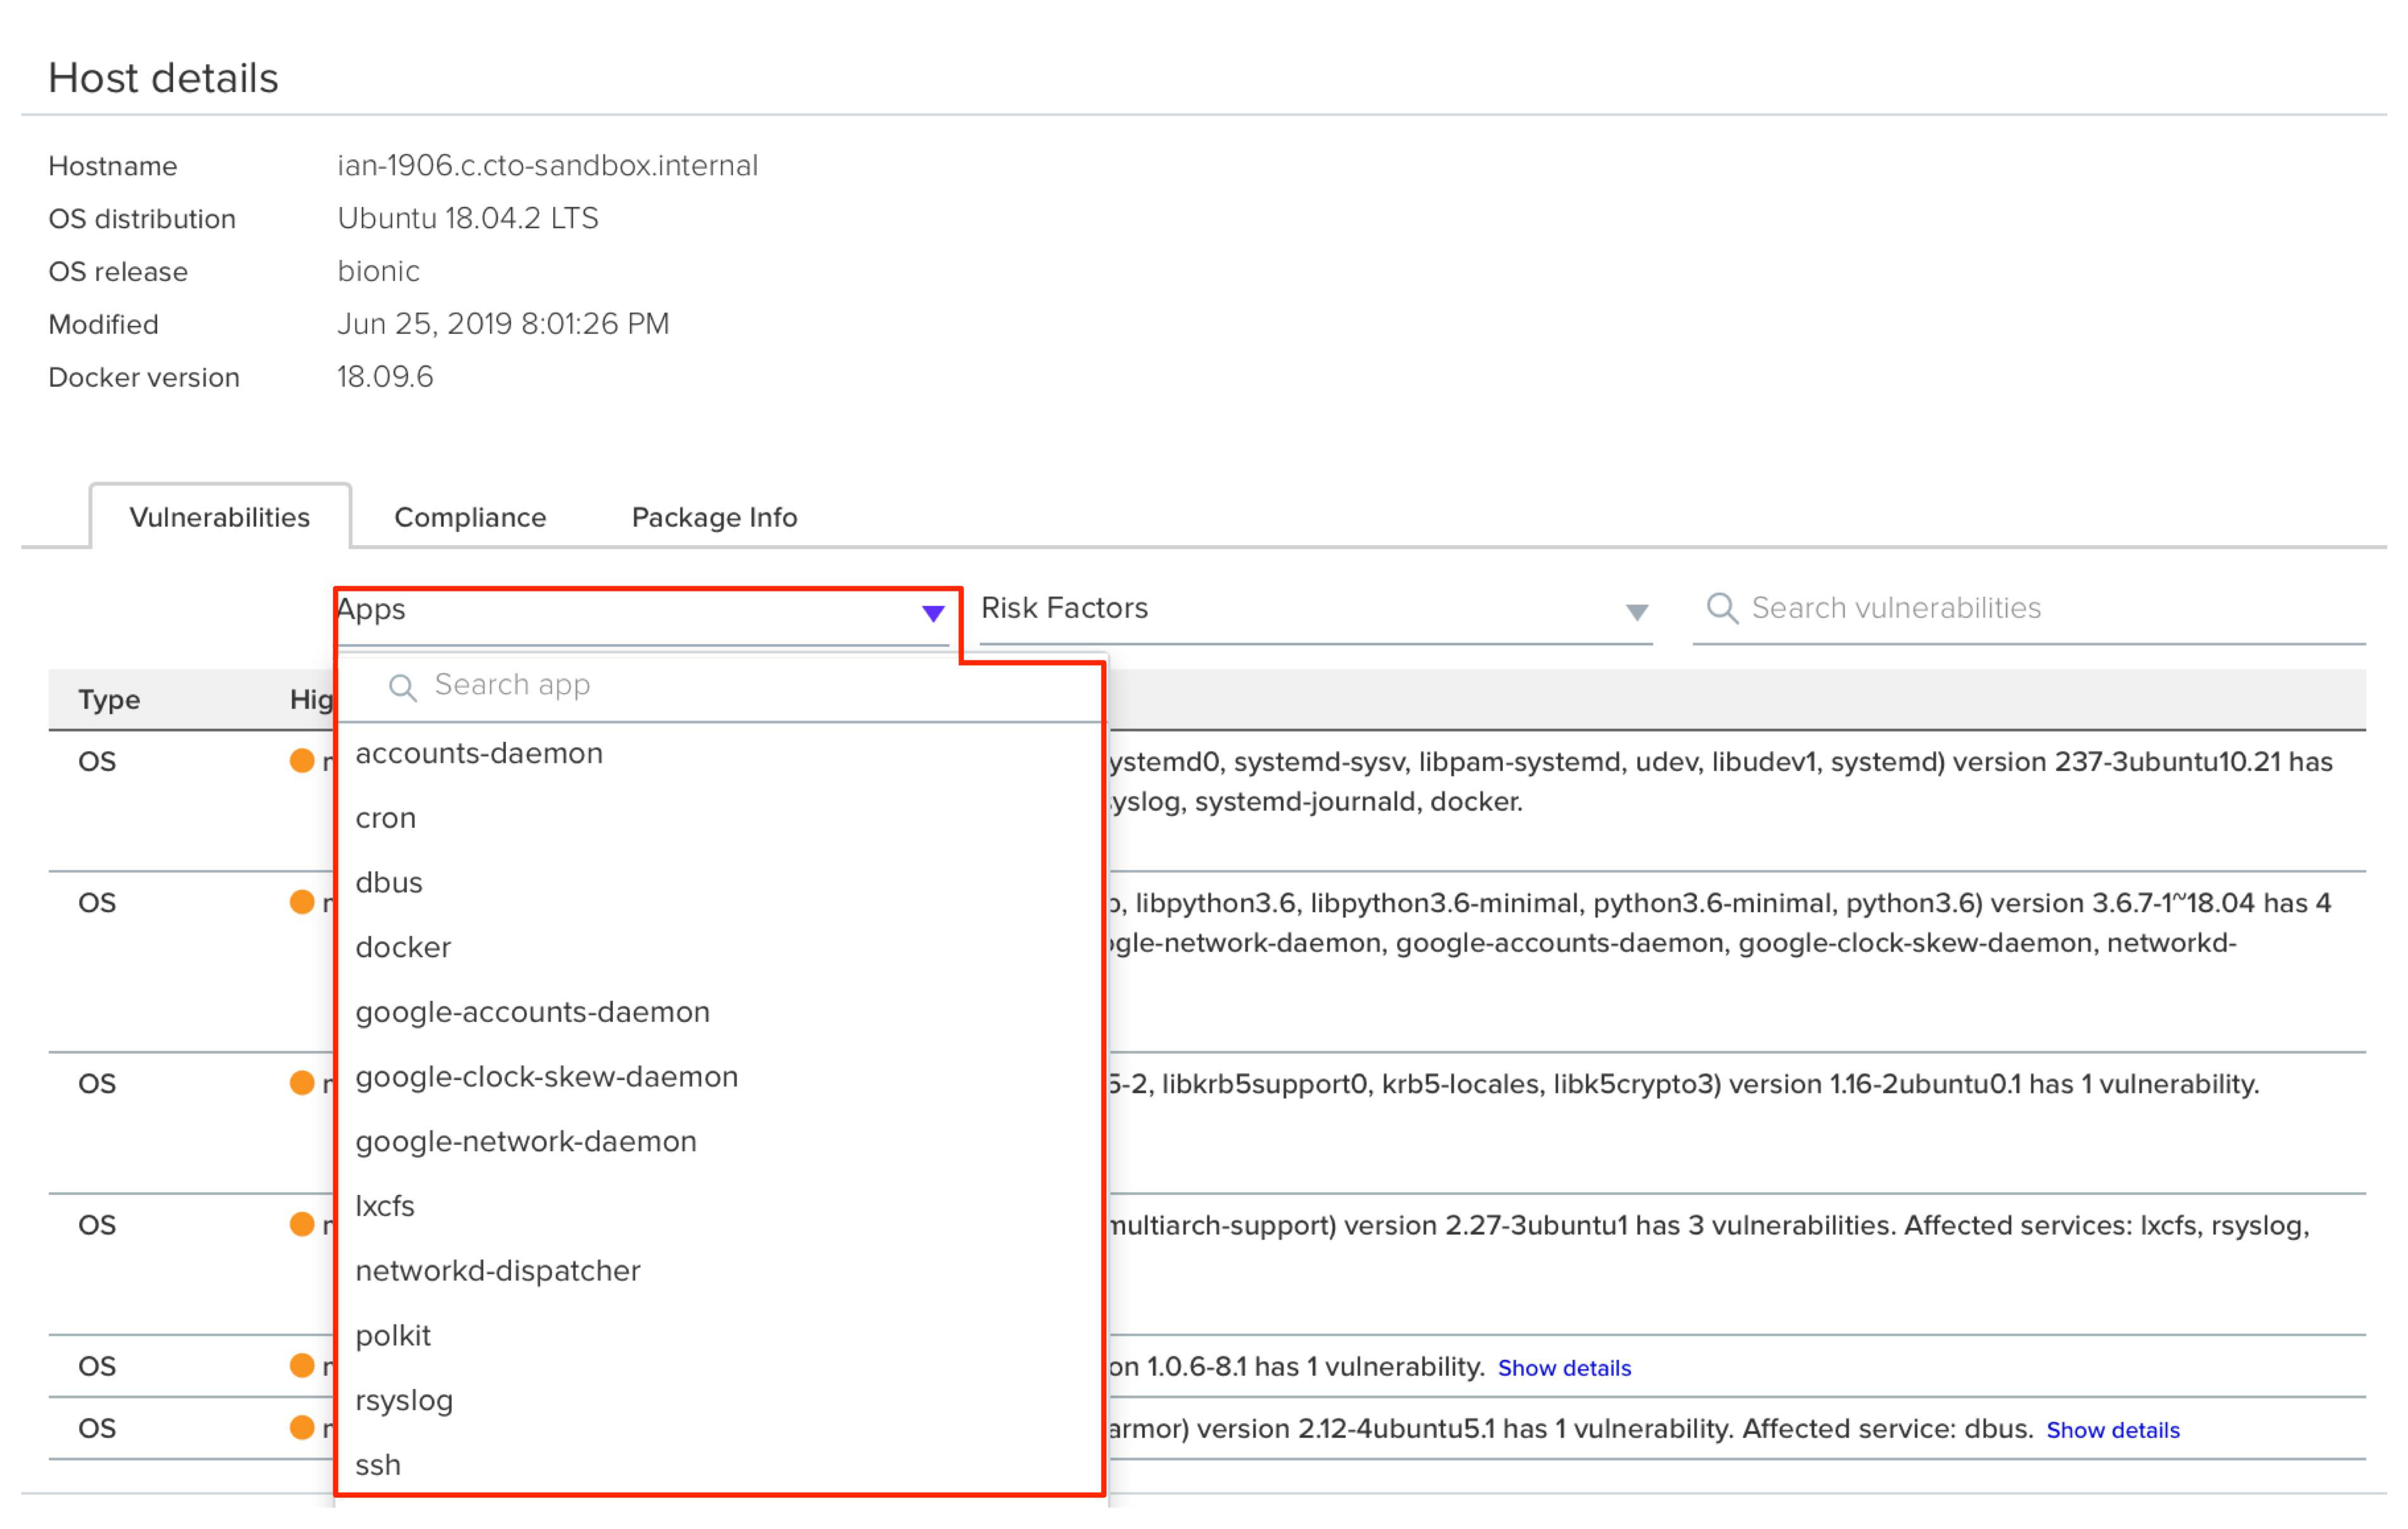 Host details
Hostname ian-1906.c.cto-sandbox.internal
OS distribution Ubuntu 18.04.2 LTS
OS release bionic
Modified Jun 25, 2019 8:01:26 PM
Docker version 18.09.6
Vulnerabilities Compliance Package Info
Apps Risk Factors Search vulnerabilities
Search app
Type Hig
accounts-daemon
OS ystemd0, systemd-sysv, libpam-systemd, udev, libudev1, systemd) version 237-3ubuntu10.21 has
yslog, systemd-journald, docker.
cron
dbus
OS libpython3.6, libpython3.6-minimal, python3.6-minimal, python3.6) version 3.6.7-1~18.04 has 4
gle-network-daemon, google-accounts-daemon, google-clock-skew-daemon, networkd-
docker
google-accounts-daemon
google-clock-skew-daemon
OS 5-2, libkrb5support0, krb5-locales, libk5crypto3) version 1.16-2ubuntu0.1 has 1 vulnerability.
google-network-daemon
lxcfs
OS multiarch-support) version 2.27-3ubuntu1 has 3 vulnerabilities. Affected services: lxcfs, rsyslog,
networkd-dispatcher
polkit
OS on 1.0.6-8.1 has 1 vulnerability. Show details
rsyslog
OS armor) version 2.12-4ubuntu5.1 has 1 vulnerability. Affected service: dbus. Show details
ssh